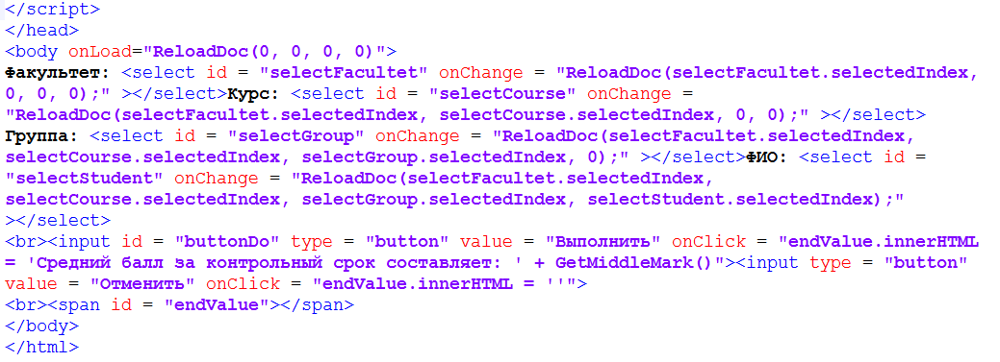 </script>
</head>
<body onLoad="ReloadDoc(0, 0, 0, 0)">
Факультет: <select id = "selectFacultet" onChange = "ReloadDoc(selectFacultet.selectedIndex,
0, 0, 0);" ></select>Курс: <select id = "selectCourse" onChange =
"ReloadDoc(selectFacultet.selectedIndex, selectCourse.selectedIndex, 0, 0);" ></select>
Группа: <select id = "selectGroup" onChange = "ReloadDoc(selectFacultet.selectedIndex,
selectCourse.selectedIndex, selectGroup.selectedIndex, 0);" ></select>ФИО: <select id =
"selectStudent" onChange = "ReloadDoc(selectFacultet.selectedIndex,
selectCourse.selectedIndex, selectGroup.selectedIndex, selectStudent.selectedIndex);"
></select>
<br><input id = "buttonDo" type = "button" value = "Выполнить" onClick = "endValue.innerHTML
= 'Средний балл за контрольный срок составляет: ' + GetMiddleMark()"><input type = "button"
value = "Отменить" onClick = "endValue.innerHTML = ''">
<br><span id = "endValue"></span>
</body>
</html>